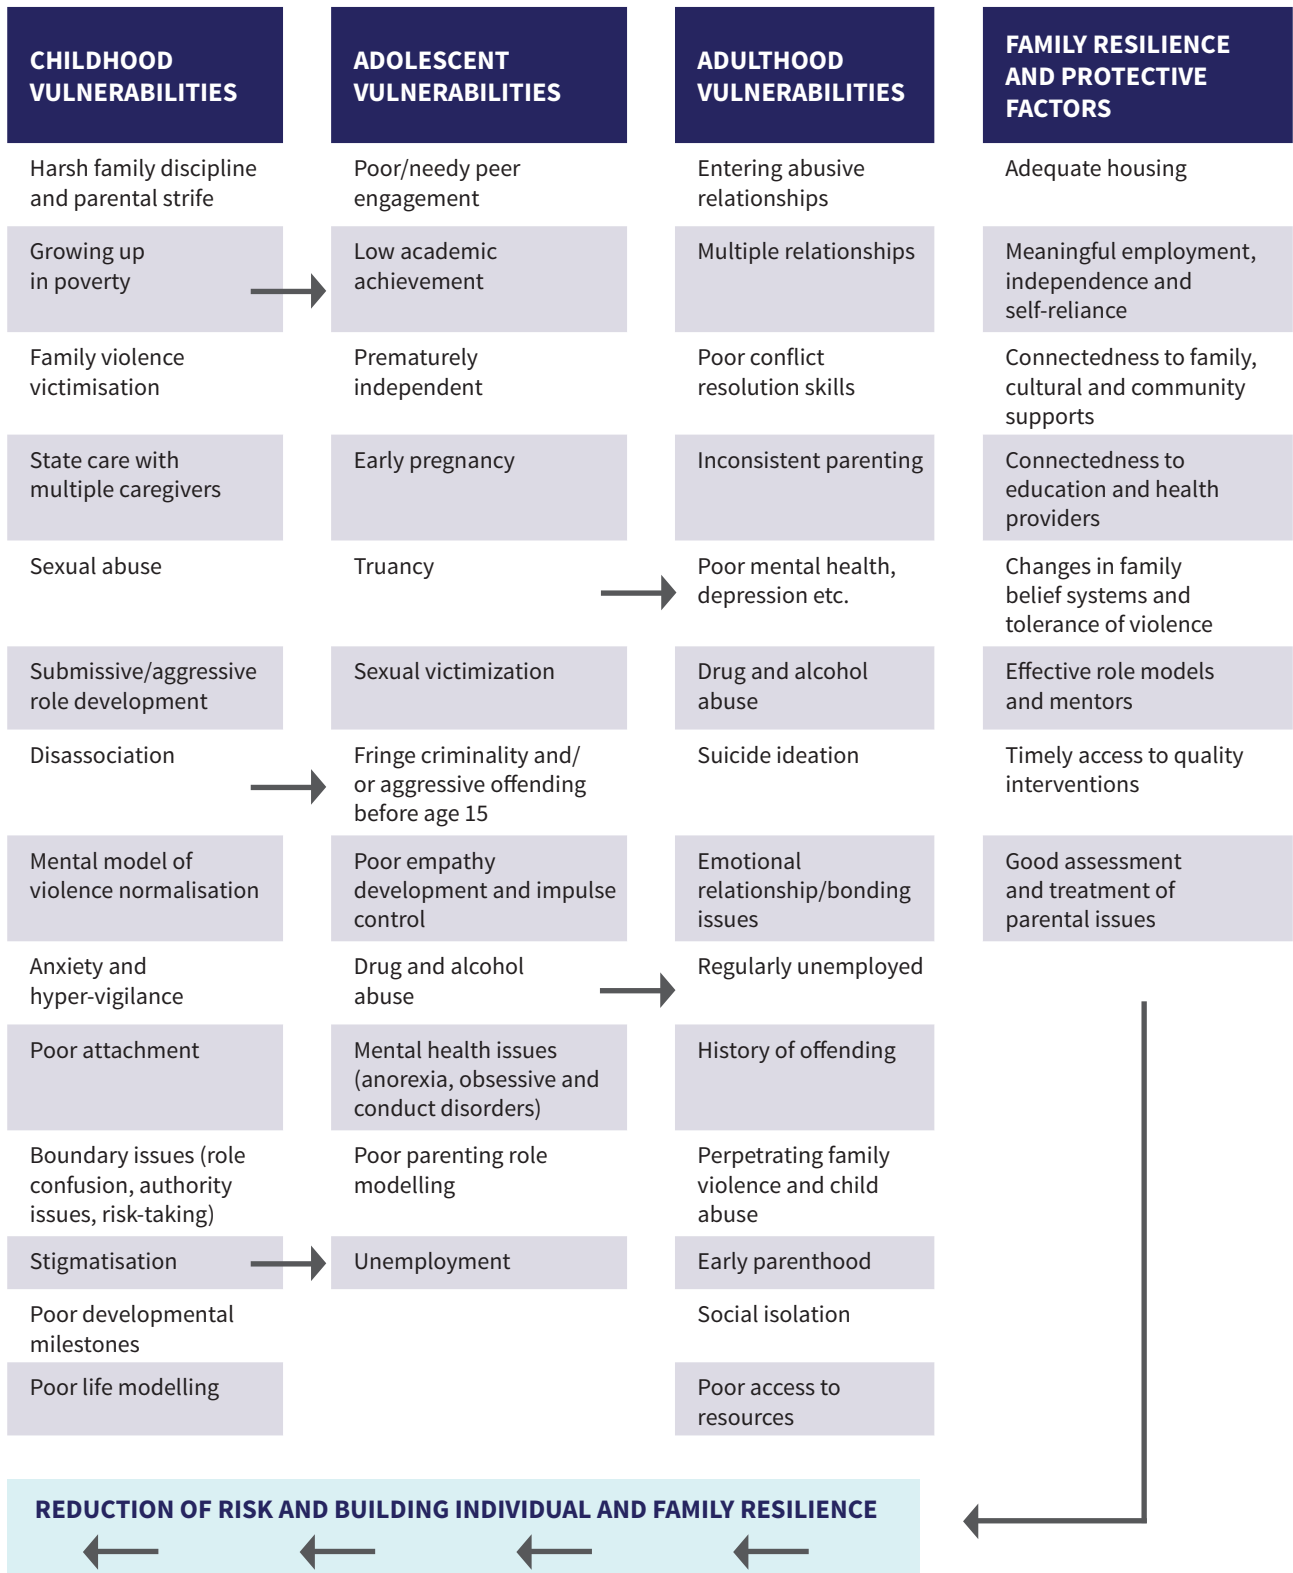 CHILDHOOD
VULNERABILITIES
Harsh family discipline
and parental strife
Growing up
in poverty
Family violence
victimisation
State care with
multiple caregivers
Sexual abuse
Submissive/aggressive
role development
Disassociation
Mental model of
violence normalisation
Anxiety and
hyper-vigilance
Poor attachment
Boundary issues (role
confusion, authority
issues, risk-taking)
Stigmatisation
Poor developmental
milestones
Poor life modelling
ADOLESCENT
VULNERABILITIES
Poor/needy peer
engagement
Low academic
achievement
Prematurely
independent
Early pregnancy
Truancy
Sexual victimization
Fringe criminality and/
or aggressive offending
before age 15
Poor empathy
development and impulse
control
Drug and alcohol
abuse
Mental health issues
(anorexia, obsessive and
conduct disorders)
Poor parenting role
modelling
Unemployment
ADULTHOOD
VULNERABILITIES
Entering abusive
relationships
Multiple relationships
Poor conflict
resolution skills
Inconsistent parenting
Poor mental health,
depression etc.
Drug and alcohol
abuse
Suicide ideation
Emotional
relationship/bonding
issues
Regularly unemployed
History of offending
Perpetrating family
violence and child
abuse
Early parenthood
Social isolation
Poor access to
resources
FAMILY RESILIENCE
AND PROTECTIVE
FACTORS
Adequate housing
Meaningful employment,
independence and
self-reliance
Connectedness to family,
cultural and community
supports
Connectedness to
education and health
providers
Changes in family
belief systems and
tolerance of violence
Effective role models
and mentors
Timely access to quality
interventions
Good assessment
and treatment of
parental issues
REDUCTION OF RISK AND BUILDING INDIVIDUAL AND FAMILY RESILIENCE